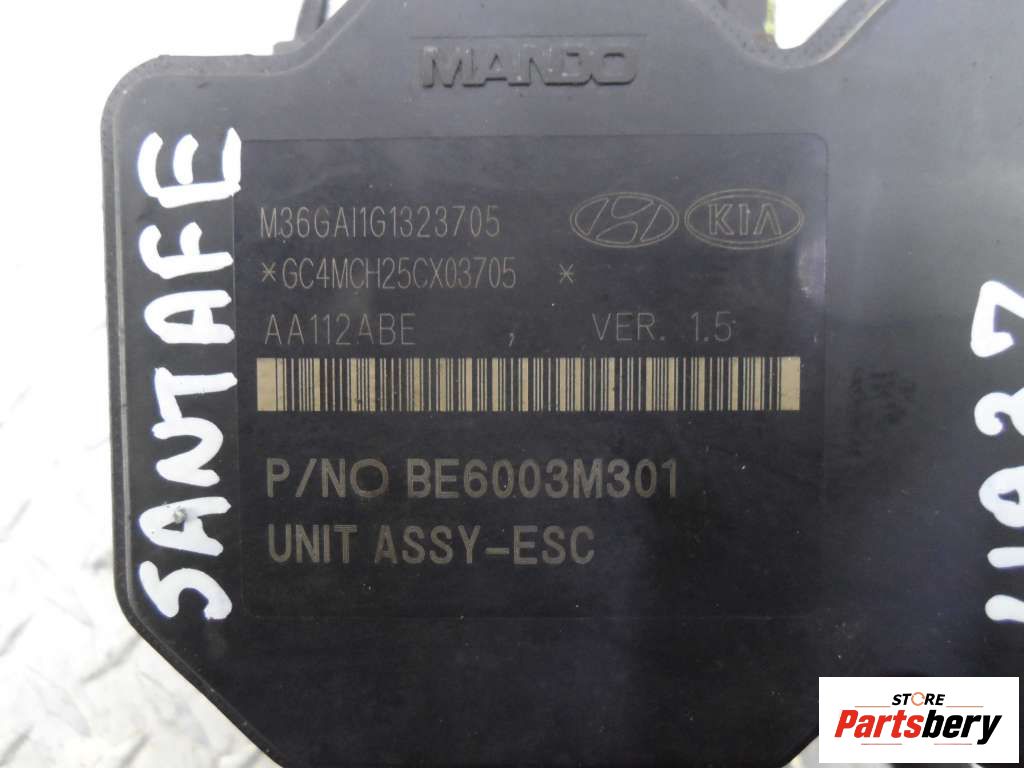 MANDO
SANTAFE
M36GAI1G1323705
KIA
*GC4MCH25CX03705 *
AA112ABE , VER. 1.5
P/NO BE6003M301
UNIT ASSY-ESC
STORE
Partsbery